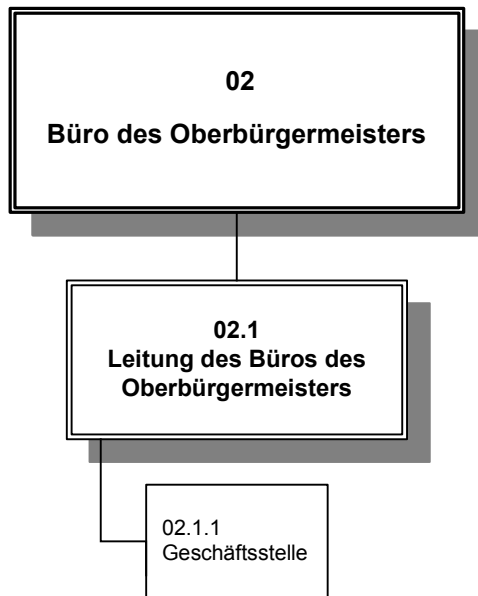 02
Büro des Oberbürgermeisters
02.1
Leitung des Büros des
Oberbürgermeisters
02.1.1
Geschäftsstelle